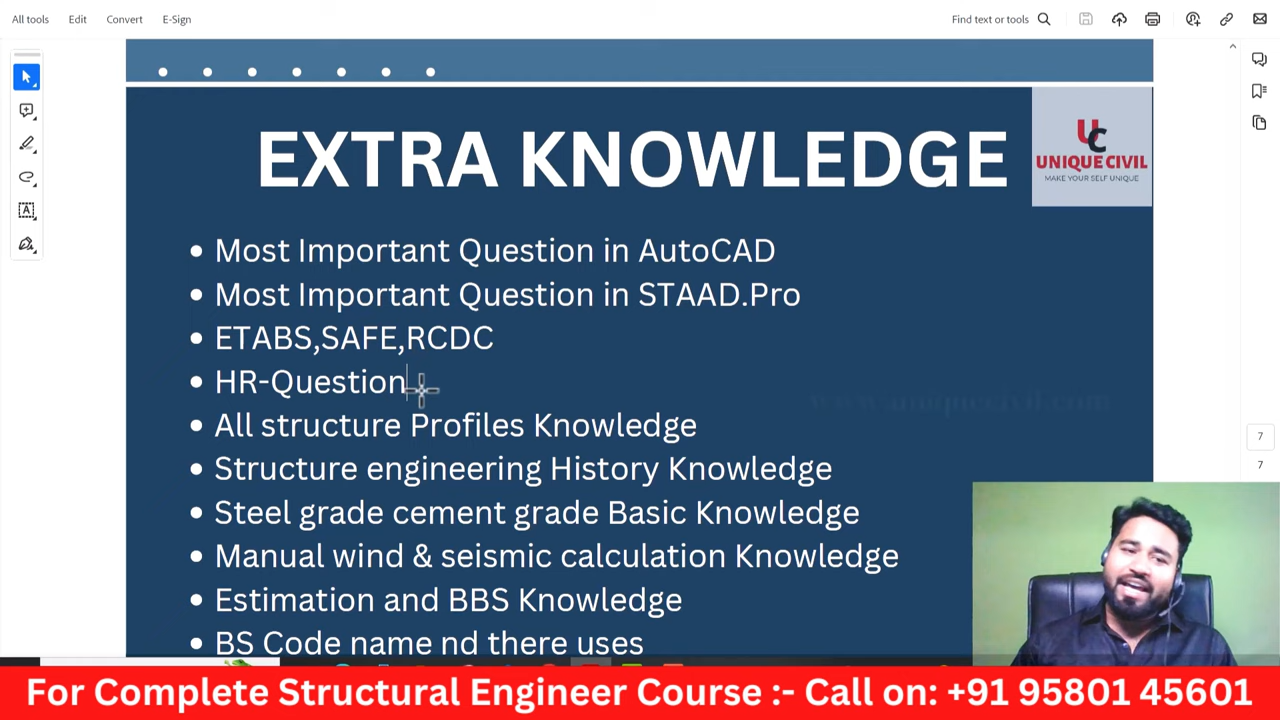 All tools
Edit
Convert
E-Sign
Find text or tools
EXTRA KNOWLEDGE
UC
UNIQUE CIVIL
MAKE YOUR SELF UNIQUE
• Most Important Question in AutoCAD
• Most Important Question in STAAD.Pro
• ETABS,SAFE,RCDC
• HR-Question
• All structure Profiles Knowledge
• Structure engineering History Knowledge
• Steel grade cement grade Basic Knowledge
• Manual wind & seismic calculation Knowledge
• Estimation and BBS Knowledge
• BS Code name nd there uses
www.uniquecivil.com
7
7
For Complete Structural Engineer Course :- Call on: +91 95801 45601